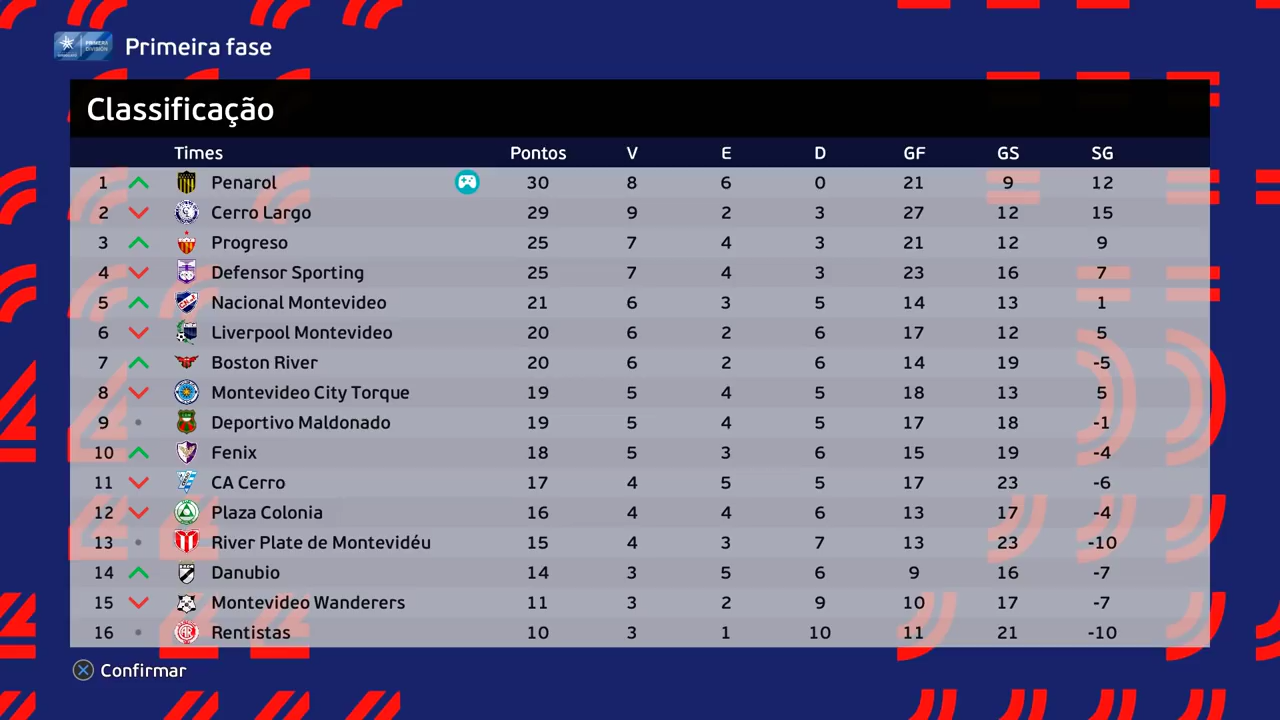 Primeira fase
Classificação
Times Pontos V E D GF GS SG
1 Penarol 30 8 6 0 21 9 12
2 Cerro Largo 29 9 2 3 27 12 15
3 Progreso 25 7 4 3 21 12 9
4 Defensor Sporting 25 7 4 3 23 16 7
5 Nacional Montevideo 21 6 3 5 14 13 1
6 Liverpool Montevideo 20 6 2 6 17 12 5
7 Boston River 20 6 2 6 14 19 -5
8 Montevideo City Torque 19 5 4 5 18 13 5
9 Deportivo Maldonado 19 5 4 5 17 18 -1
10 Fenix 18 5 3 6 15 19 -4
11 CA Cerro 17 4 5 5 17 23 -6
12 Plaza Colonia 16 4 4 6 13 17 -4
13 River Plate de Montevidéu 15 4 3 7 13 23 -10
14 Danubio 14 3 5 6 9 16 -7
15 Montevideo Wanderers 11 3 2 9 10 17 -7
16 Rentistas 10 3 1 10 11 21 -10
Confirmar